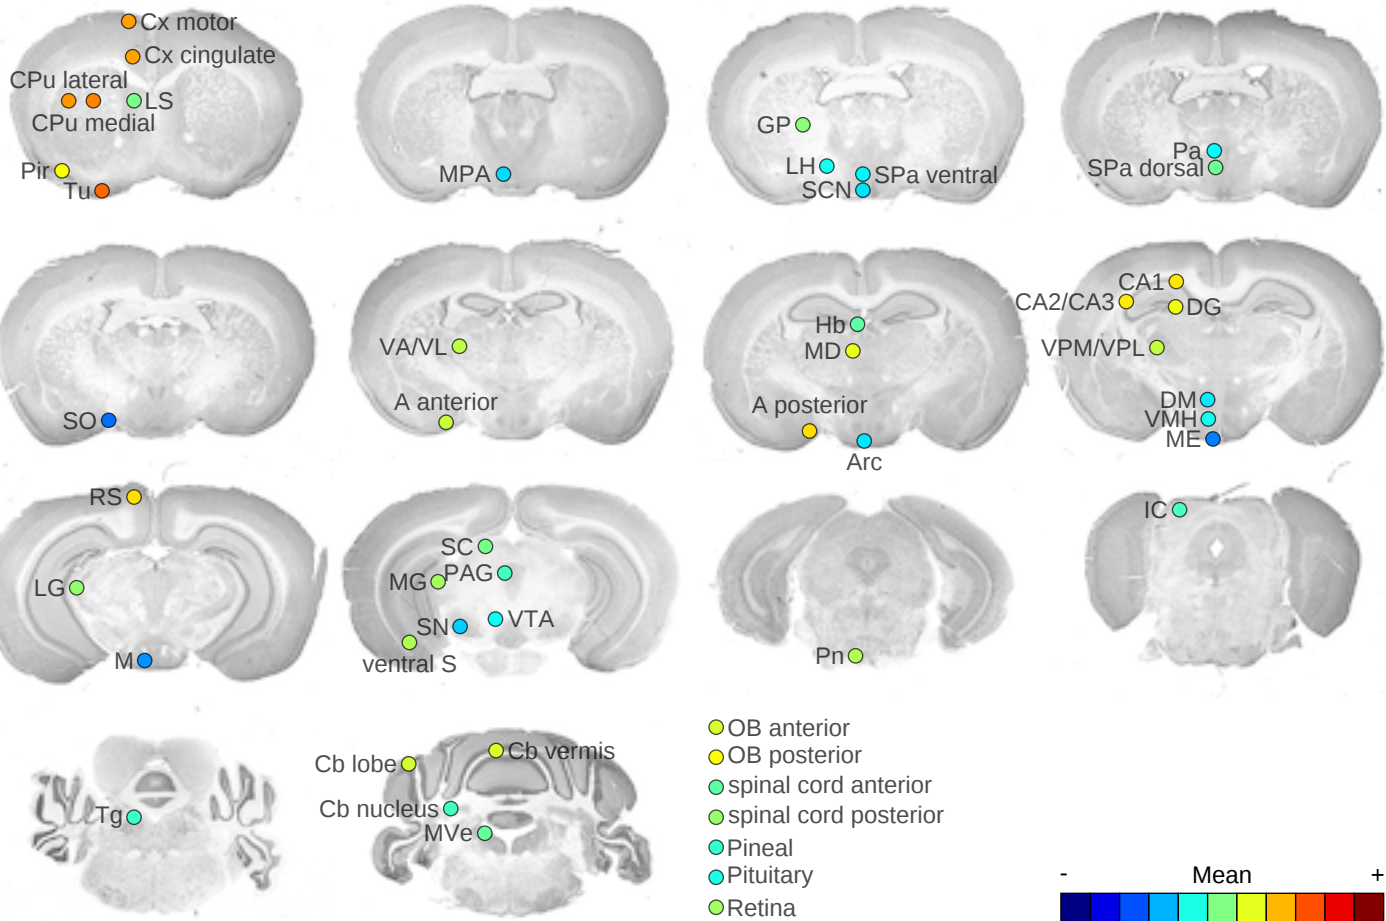 Cx motor
Cx cingulate
CPu lateral
LS
CPu medial
Pir
Tu
MPA
GP
LH
SPa ventral
SCN
Pa
SPa dorsal
SO
VA/VL
A anterior
Hb
MD
A posterior
Arc
CA1
CA2/CA3
DG
VPM/VPL
DM
VMH
ME
RS
LG
M
SC
PAG
MG
VTA
SN
ventral S
Pn
IC
Tg
Cb lobe
Cb vermis
Cb nucleus
MVe
OB anterior
OB posterior
spinal cord anterior
spinal cord posterior
Pineal
Pituitary
Retina
- Mean +